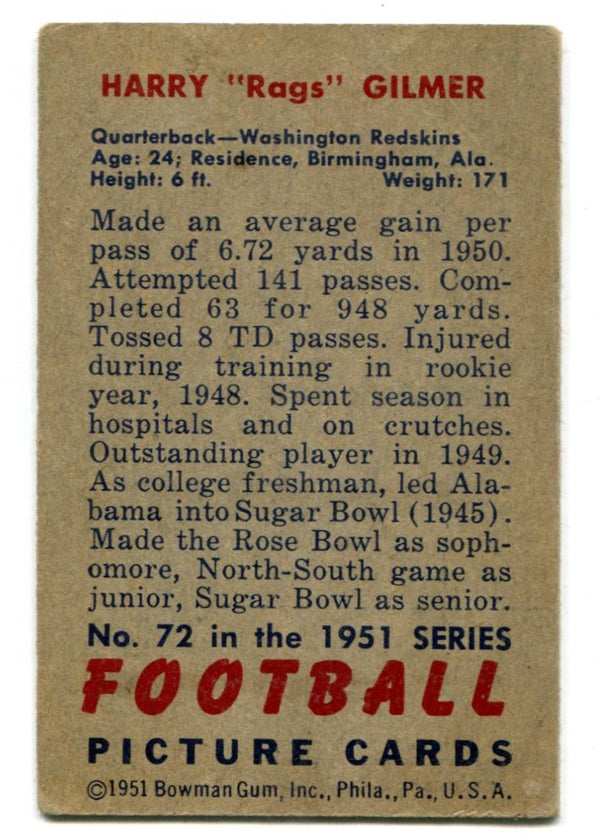 HARRY "Rags" GILMER
Quarterback—Washington Redskins
Age: 24; Residence, Birmingham, Ala.
Height: 6 ft. Weight: 171
Made an average gain per
pass of 6.72 yards in 1950.
Attempted 141 passes. Com-
pleted 63 for 948 yards.
Tossed 8 TD passes. Injured
during training in rookie
year, 1948. Spent season in
hospitals and on crutches.
Outstanding player in 1949.
As college freshman, led Ala-
bama into Sugar Bowl (1945).
Made the Rose Bowl as soph-
omore, North-South game as
junior, Sugar Bowl as senior.
No. 72 in the 1951 SERIES
FOOTBALL
PICTURE CARDS
©1951 Bowman Gum, Inc., Phila., Pa., U.S.A.